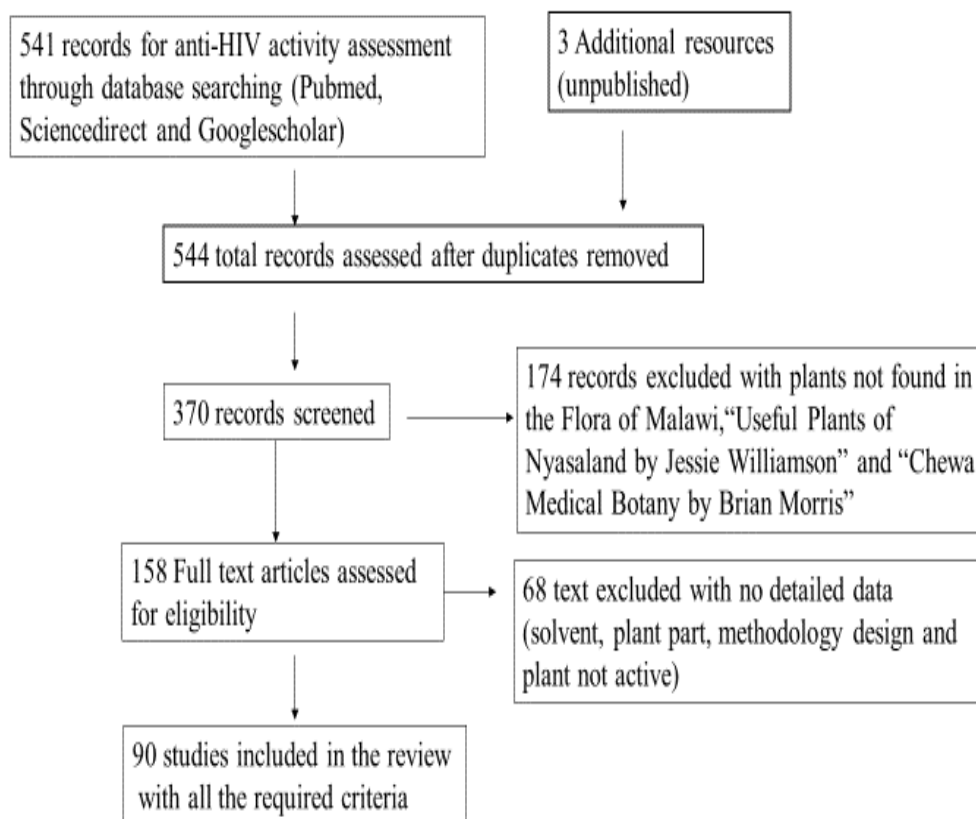 541 records for anti-HIV activity assessment
through database searching (Pubmed,
Sciencedirect and Googlescholar)
3 Additional resources
(unpublished)
544 total records assessed after duplicates removed
370 records screened
174 records excluded with plants not found in
the Flora of Malawi,“Useful Plants of
Nyasaland by Jessie Williamson” and “Chewa
Medical Botany by Brian Morris”
158 Full text articles assessed
for eligibility
68 text excluded with no detailed data
(solvent, plant part, methodology design and
plant not active)
90 studies included in the review
with all the required criteria